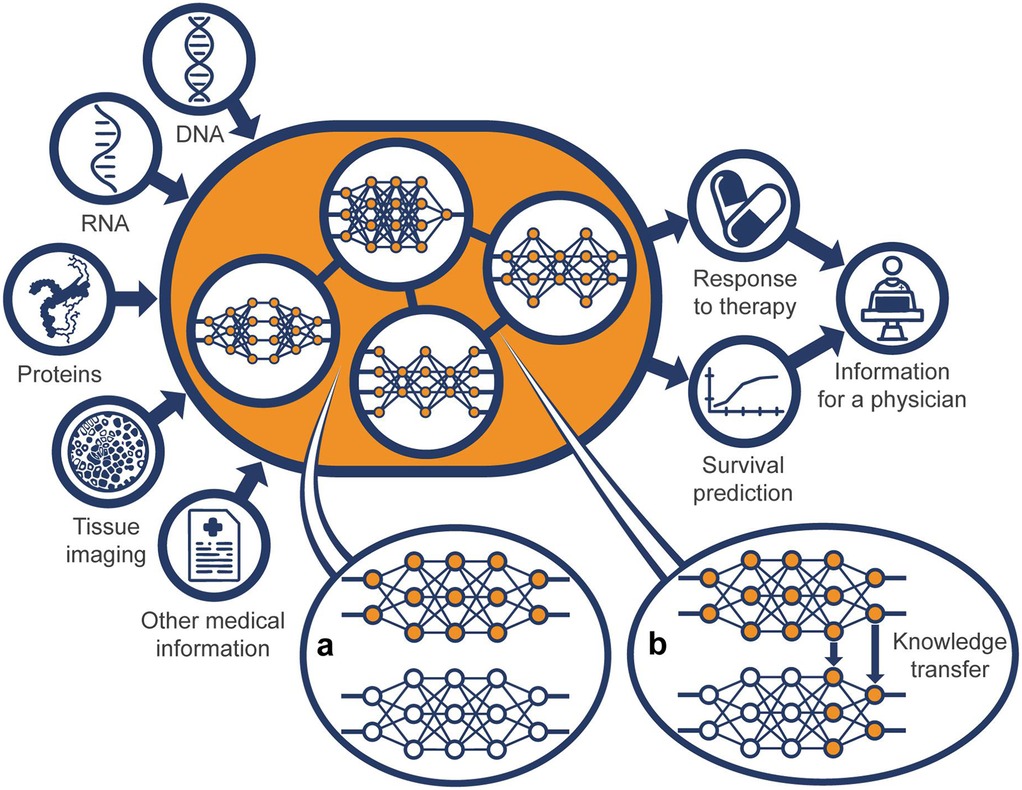 DNA
RNA
Proteins
Tissue
imaging
Other medical
information
Response
to therapy
Survival
prediction
Information
for a physician
a
b
Knowledge
transfer